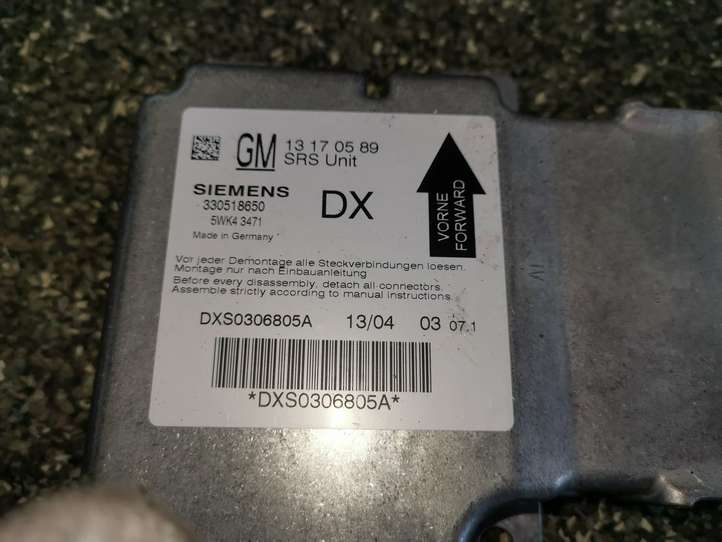 GM 13 17 05 89
SRS Unit
SIEMENS
330518650
5WK4 3471
Made in Germany
DX
VORNE
FORWARD
Vor jeder Demontage alle Steckverbindungen loesen.
Montage nur nach Einbauanleitung
Before every disassembly, detach all connectors.
Assemble strictly according to manual instructions.
DXS0306805A 13/04 03 07.1
*DXS0306805A*